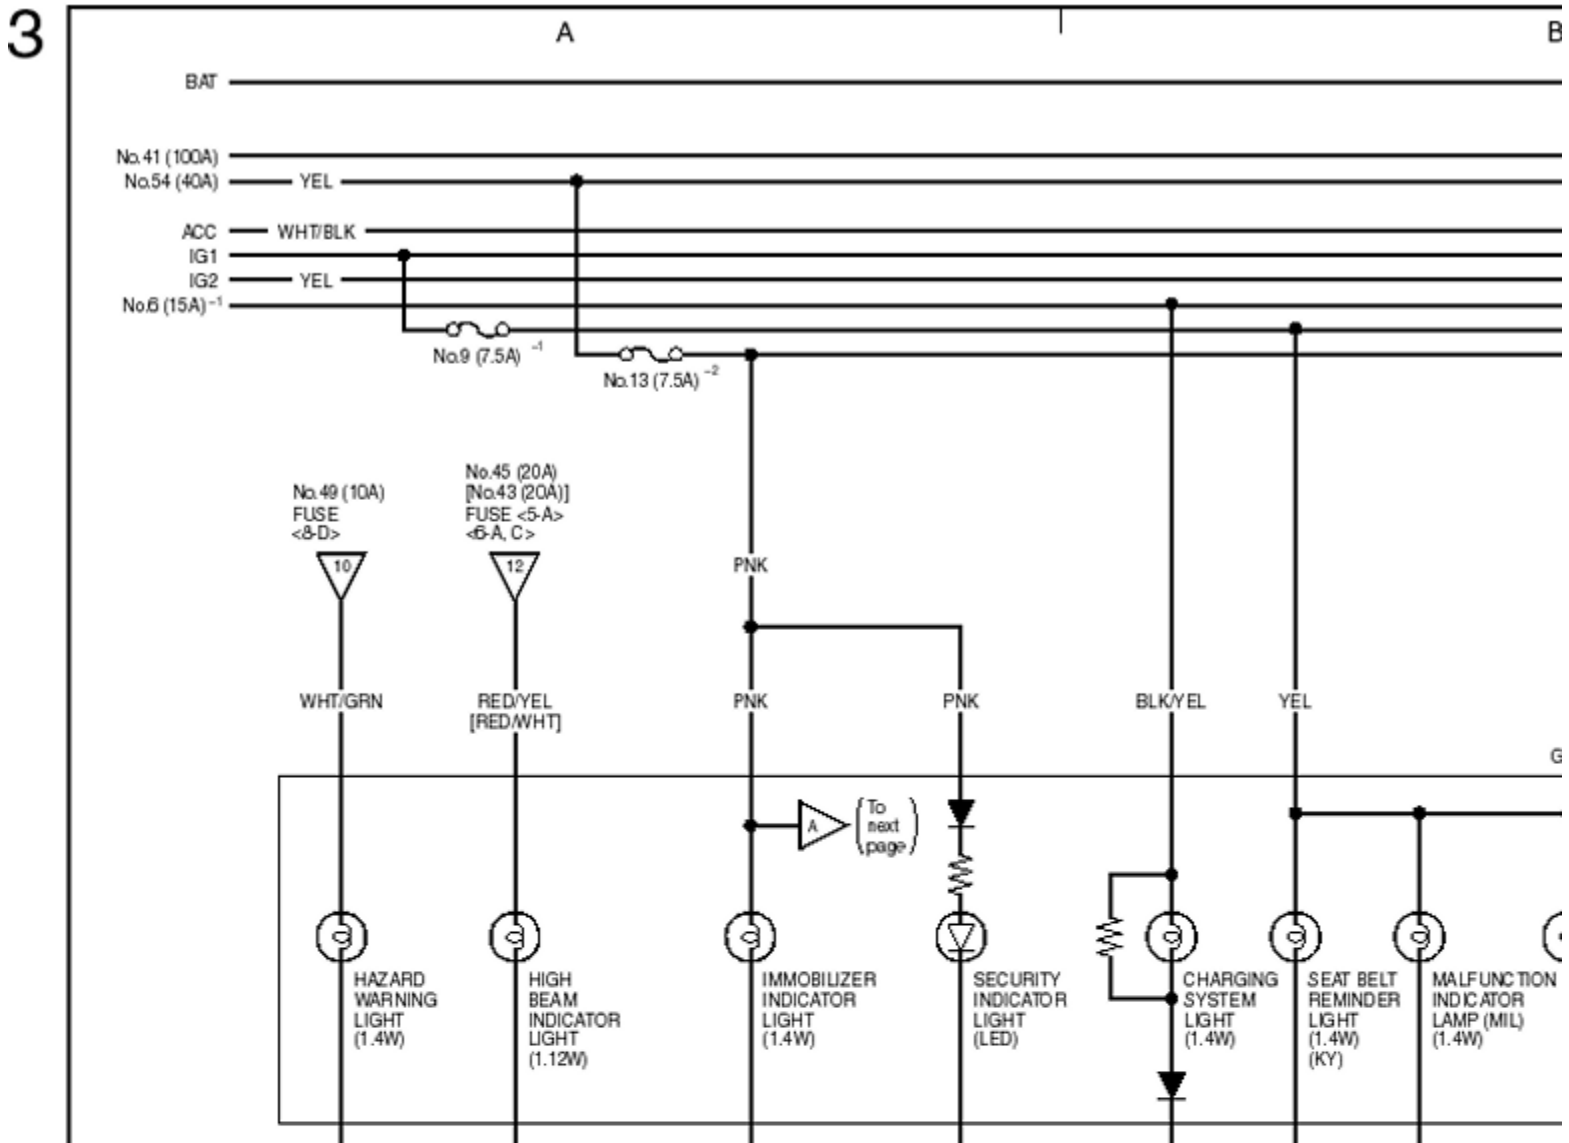 3
A
B
BAT
No.41 (100A)
No.54 (40A)
YEL
ACC
WHT/BLK
IG1
IG2
YEL
No.6 (15A) -1
No.9 (7.5A) -1
No.13 (7.5A) -2
No.49 (10A)
FUSE
<8-D>
10
No.45 (20A)
[No.43 (20A)]
FUSE <5-A>
<6-A, C>
12
PNK
WHT/GRN
RED/YEL
[RED/WHT]
PNK
PNK
BLK/YEL
YEL
G
A
To
next
page
HAZARD
WARNING
LIGHT
(1.4W)
HIGH
BEAM
INDICATOR
LIGHT
(1.12W)
IMMOBILIZER
INDICATOR
LIGHT
(1.4W)
SECURITY
INDICATOR
LIGHT
(LED)
CHARGING
SYSTEM
LIGHT
(1.4W)
SEAT BELT
REMINDER
LIGHT
(1.4W)
(KY)
MALFUNCTION
INDICATOR
LAMP (MIL)
(1.4W)